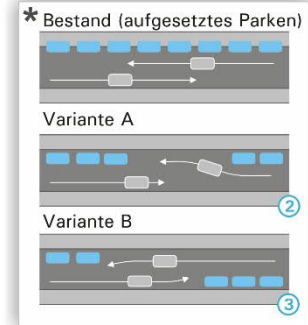 * Bestand (aufgesetztes Parken)
Variante A
2
Variante B
3